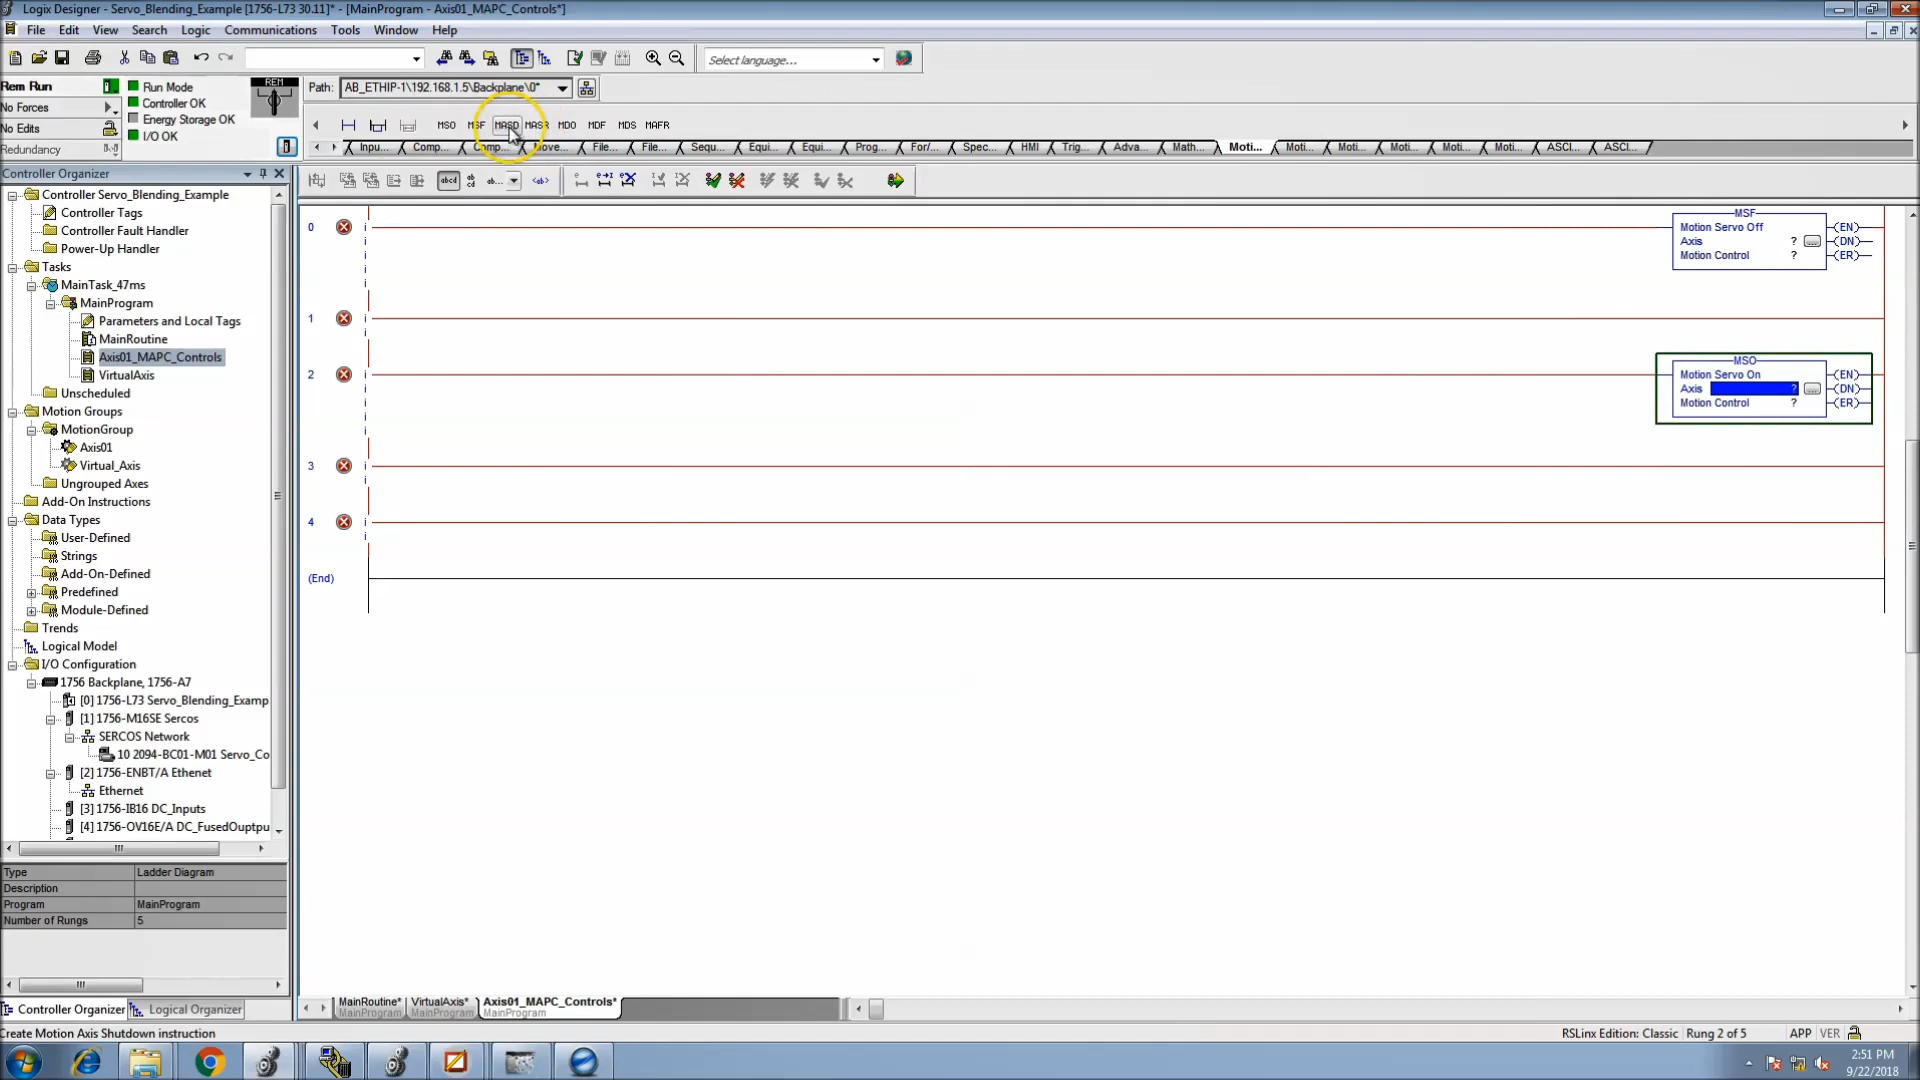 Logix Designer - Servo_Blending_Example [1756-L73 30.11]* - [MainProgram - Axis01_MAPC_Controls*]
File Edit View Search Logic Communications Tools Window Help
Select language...
Rem Run
No Forces
No Edits
Redundancy
Run Mode
Controller OK
Energy Storage OK
I/O OK
REM
Path: AB_ETHIP-1\192.168.1.5\Backplane\0*
MSO MSF MASD MASR MDO MDF MDS MAFR
Inpu... Comp... Comp... Move... File... File... Sequ... Equi... Equi... Prog... For/... Spec... HMI Trig... Adva... Math... Moti... Moti... Moti... Moti... Moti... Moti... ASCI... ASCI...
Controller Organizer
Controller Servo_Blending_Example
Controller Tags
Controller Fault Handler
Power-Up Handler
Tasks
MainTask_47ms
MainProgram
Parameters and Local Tags
MainRoutine
Axis01_MAPC_Controls
VirtualAxis
Unscheduled
Motion Groups
MotionGroup
Axis01
Virtual_Axis
Ungrouped Axes
Add-On Instructions
Data Types
User-Defined
Strings
Add-On-Defined
Predefined
Module-Defined
Trends
Logical Model
I/O Configuration
1756 Backplane, 1756-A7
[0] 1756-L73 Servo_Blending_Examp
[1] 1756-M16SE Sercos
SERCOS Network
10 2094-BC01-M01 Servo_Co
[2] 1756-ENBT/A Ethenet
Ethernet
[3] 1756-IB16 DC_Inputs
[4] 1756-OV16E/A DC_FusedOuptpu
Type Ladder Diagram
Description
Program MainProgram
Number of Rungs 5
Controller Organizer Logical Organizer
abcd
ab cd
ab...
<ab>
0
i
i
i
i
i
MSF
Motion Servo Off
Axis ?
...
Motion Control ?
(EN)
(DN)
(ER)
1
i
i
2
i
i
i
i
i
MSO
Motion Servo On
Axis ?
...
Motion Control ?
(EN)
(DN)
(ER)
3
i
i
4
i
i
(End)
MainRoutine*
MainProgram
VirtualAxis*
MainProgram
Axis01_MAPC_Controls*
MainProgram
Create Motion Axis Shutdown instruction
RSLinx Edition: Classic Rung 2 of 5 APP VER
2:51 PM
9/22/2018